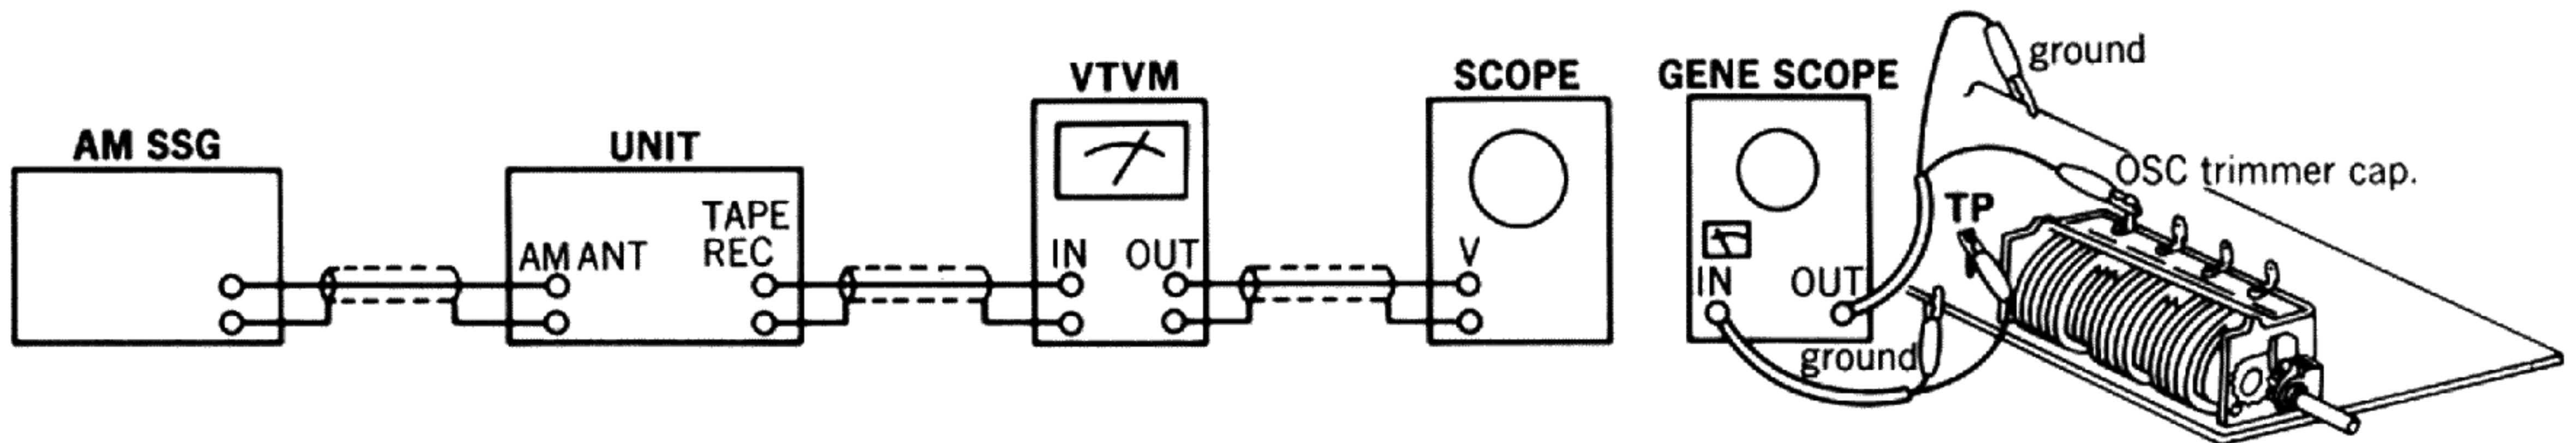 AM SSG
UNIT
AM ANT
TAPE
REC
VTVM
IN
OUT
SCOPE
V
GENE SCOPE
IN
OUT
ground
OSC trimmer cap.
TP
ground